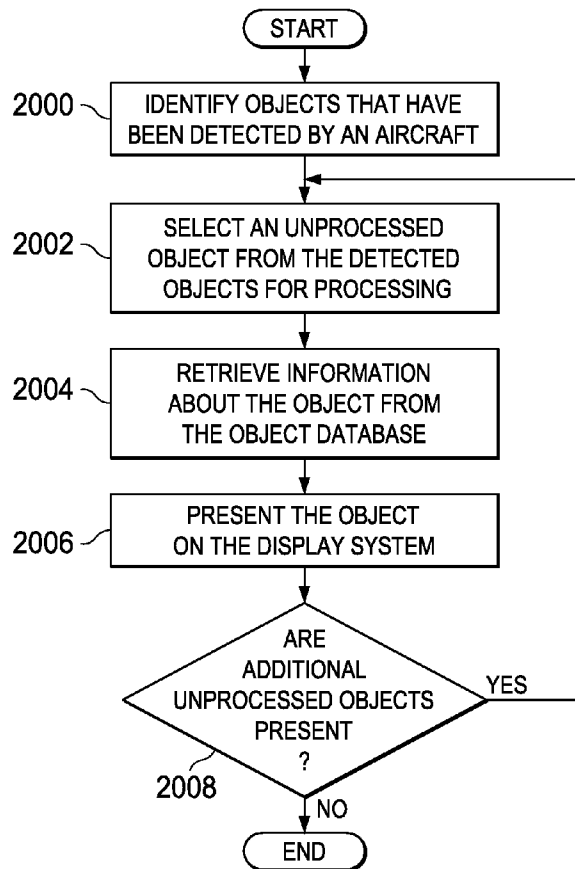 START
2000
IDENTIFY OBJECTS THAT HAVE
BEEN DETECTED BY AN AIRCRAFT
2002
SELECT AN UNPROCESSED
OBJECT FROM THE DETECTED
OBJECTS FOR PROCESSING
2004
RETRIEVE INFORMATION
ABOUT THE OBJECT FROM
THE OBJECT DATABASE
2006
PRESENT THE OBJECT
ON THE DISPLAY SYSTEM
ARE
ADDITIONAL
UNPROCESSED OBJECTS
PRESENT
?
YES
2008
NO
END